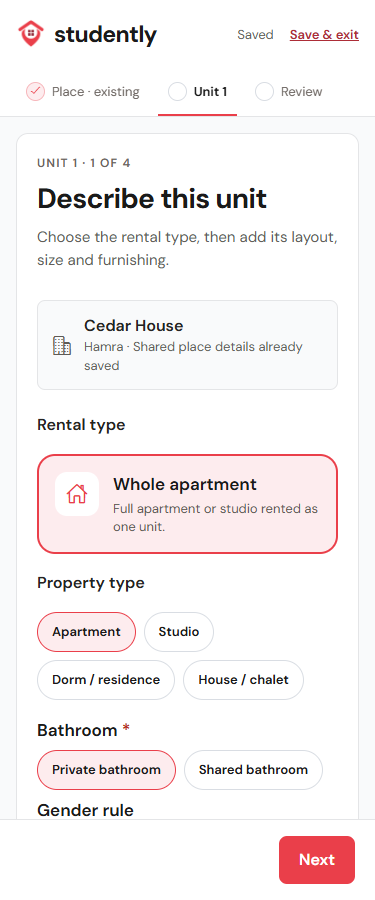 studently
Saved
Save & exit
Place · existing
Unit 1
Review
UNIT 1 · 1 OF 4
Describe this unit
Choose the rental type, then add its layout,
size and furnishing.
Cedar House
Hamra · Shared place details already
saved
Rental type
Whole apartment
Full apartment or studio rented as
one unit.
Property type
Apartment
Studio
Dorm / residence
House / chalet
Bathroom *
Private bathroom
Shared bathroom
Gender rule
Next